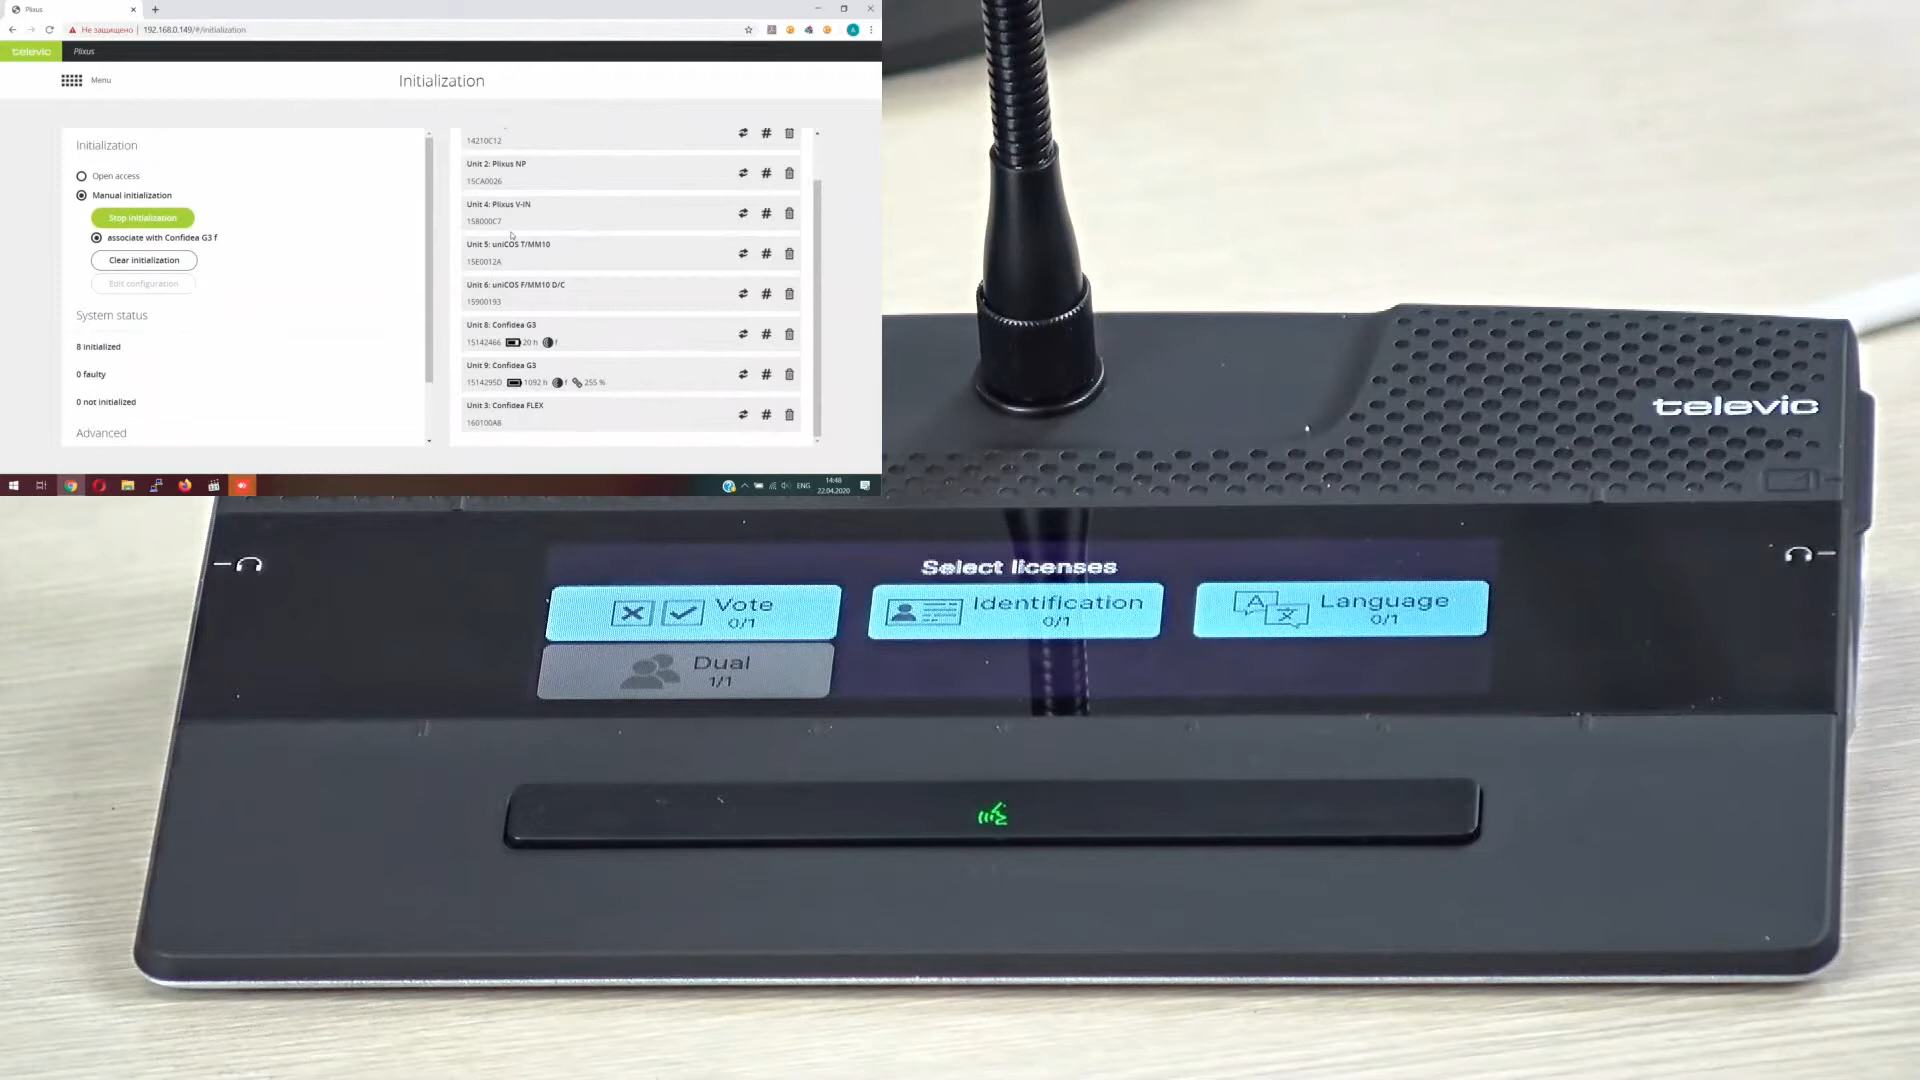 Plixus
Не защищено
192.168.0.149/#/initialization
A
televic
Plixus
Menu
Initialization
Initialization
Open access
Manual initialization
Stop initialization
associate with Confidea G3 f
Clear initialization
Edit configuration
System status
8 initialized
0 faulty
0 not initialized
Advanced
14210C12
Unit 2: Plixus NP
15CA0026
Unit 4: Plixus V-IN
158000C7
Unit 5: uniCOS T/MM10
15E0012A
Unit 6: uniCOS F/MM10 D/C
15900193
Unit 8: Confidea G3
15142466 20 h f
Unit 9: Confidea G3
1514295D 1092 h f 255 %
Unit 3: Confidea FLEX
160100A8
ENG
14:48
22.04.2020
televic
Select licenses
Vote
0/1
Identification
0/1
Language
0/1
Dual
1/1